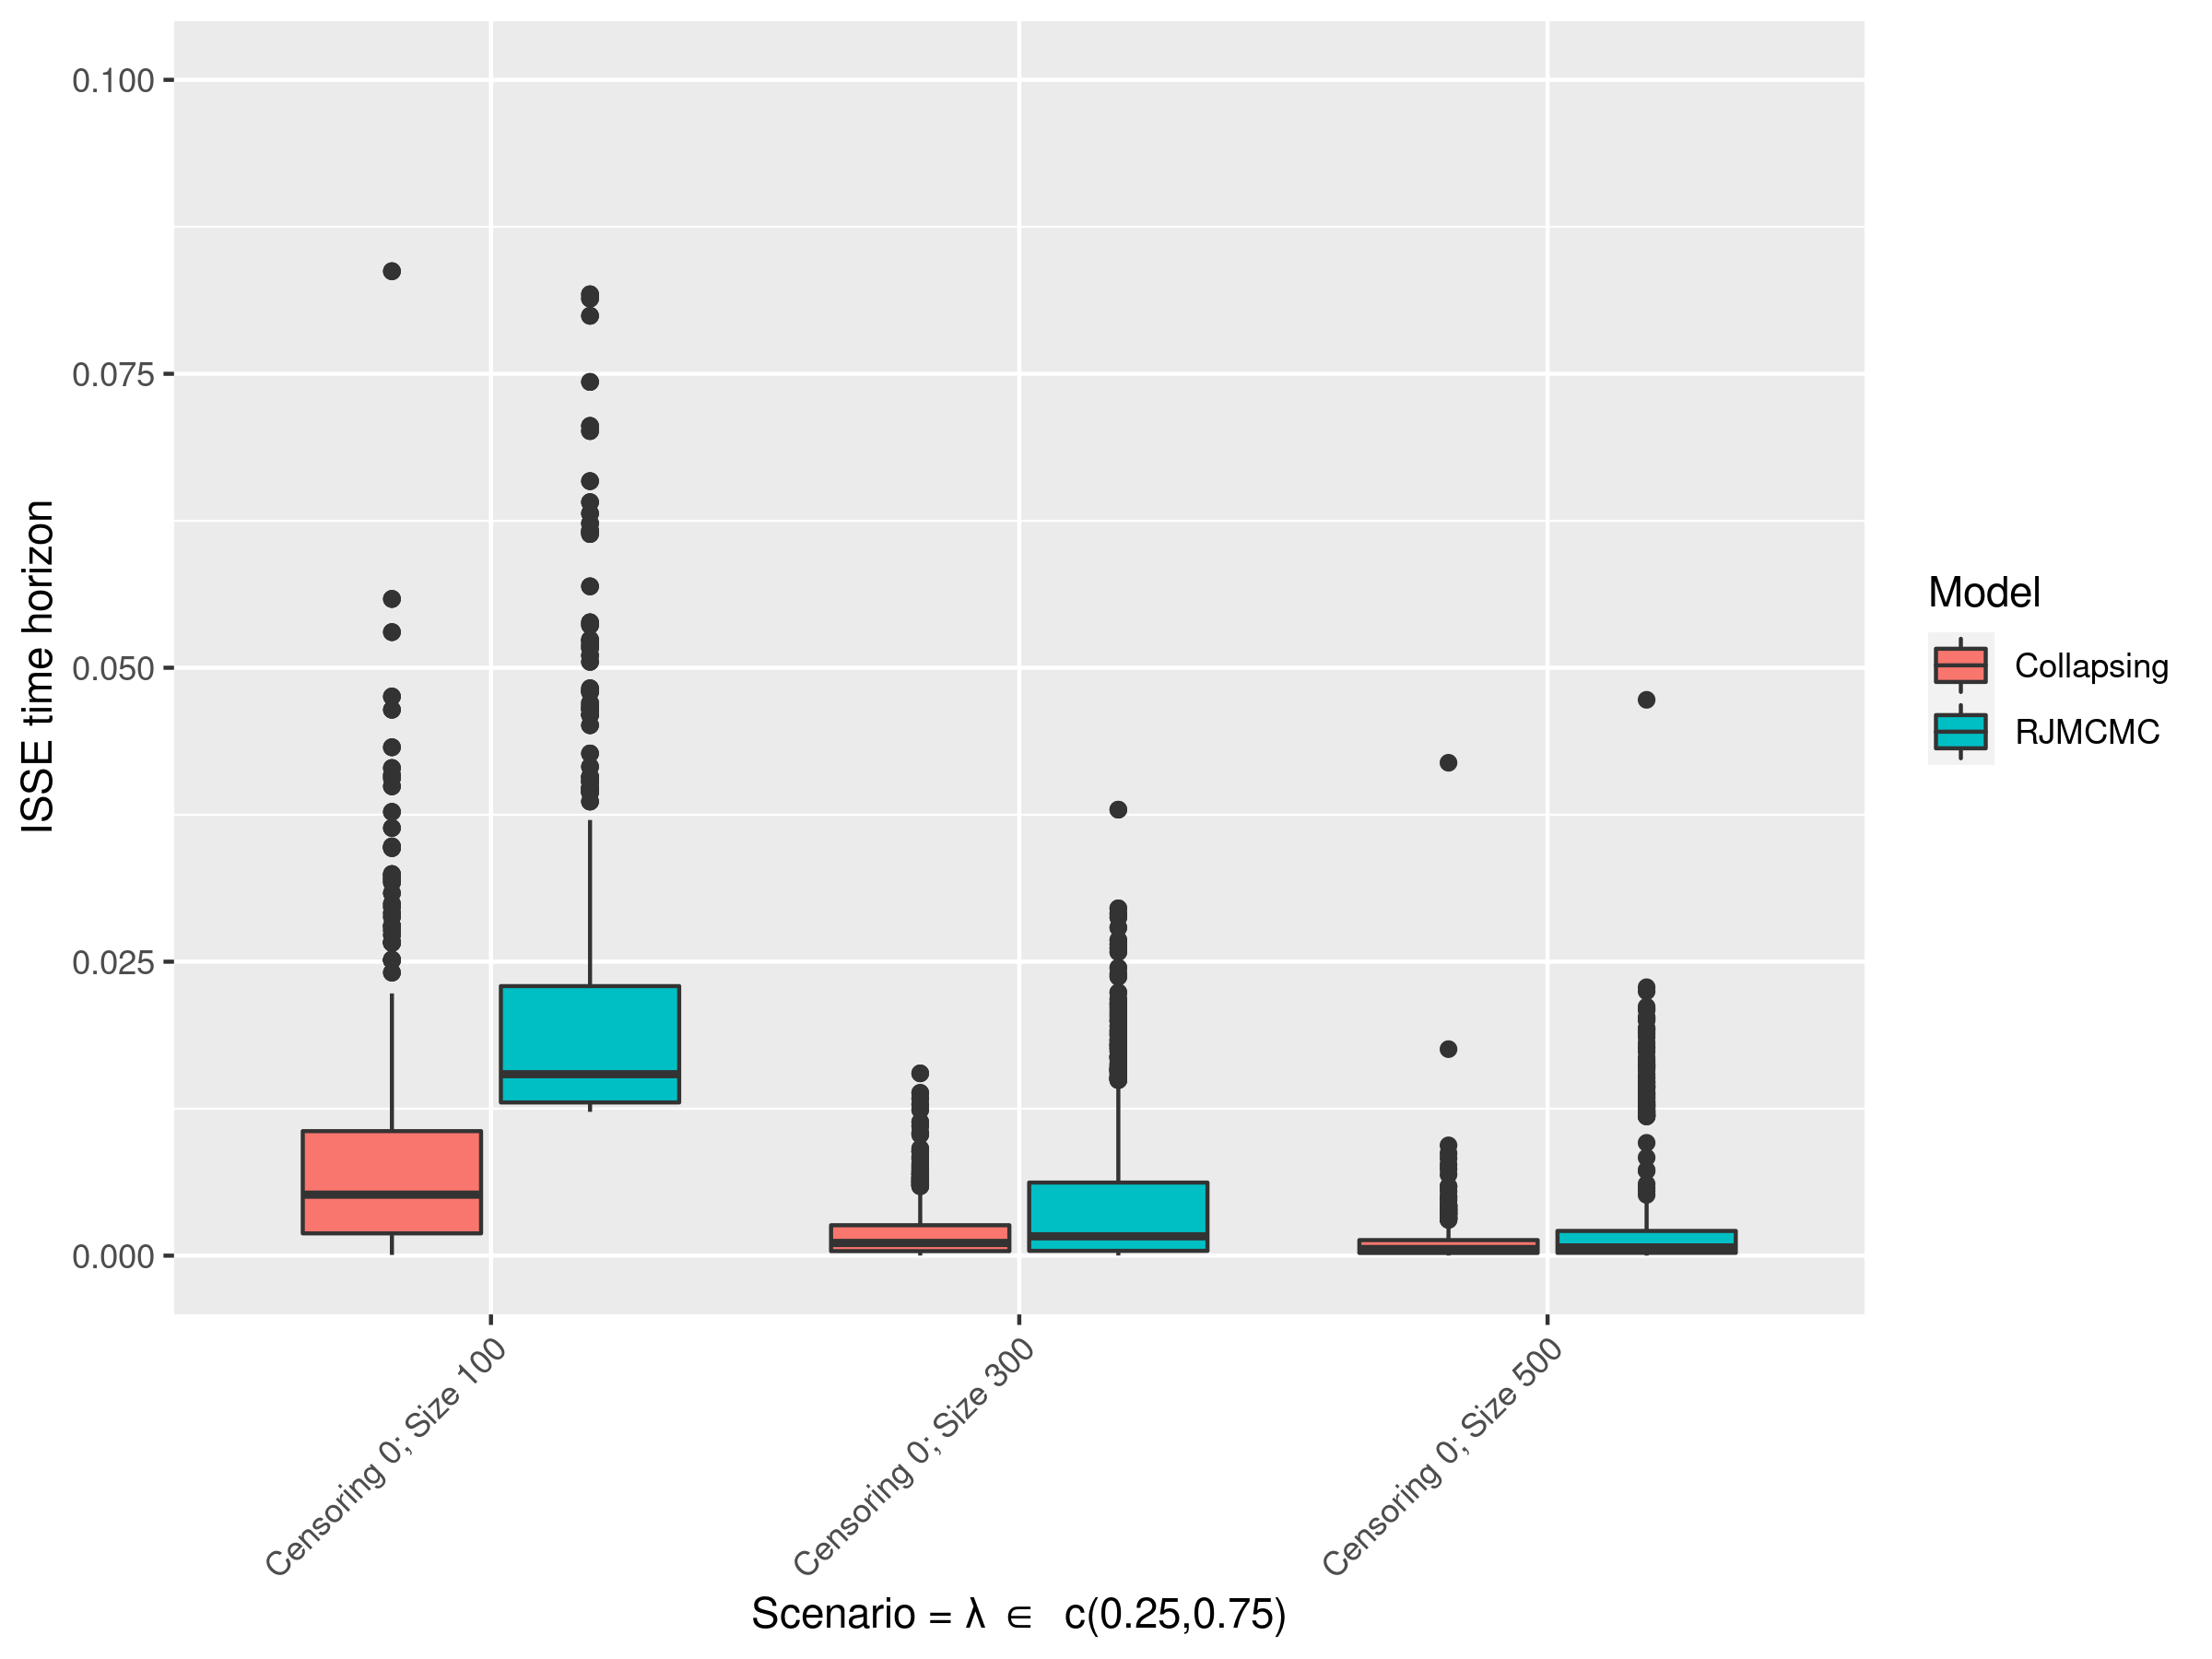 ISSE time horizon
0.100
0.075
0.050
0.025
0.000
Censoring 0; Size 100
Censoring 0; Size 300
Censoring 0; Size 500
Scenario = λ ∈ c(0.25,0.75)
Model
Collapsing
RJMCMC